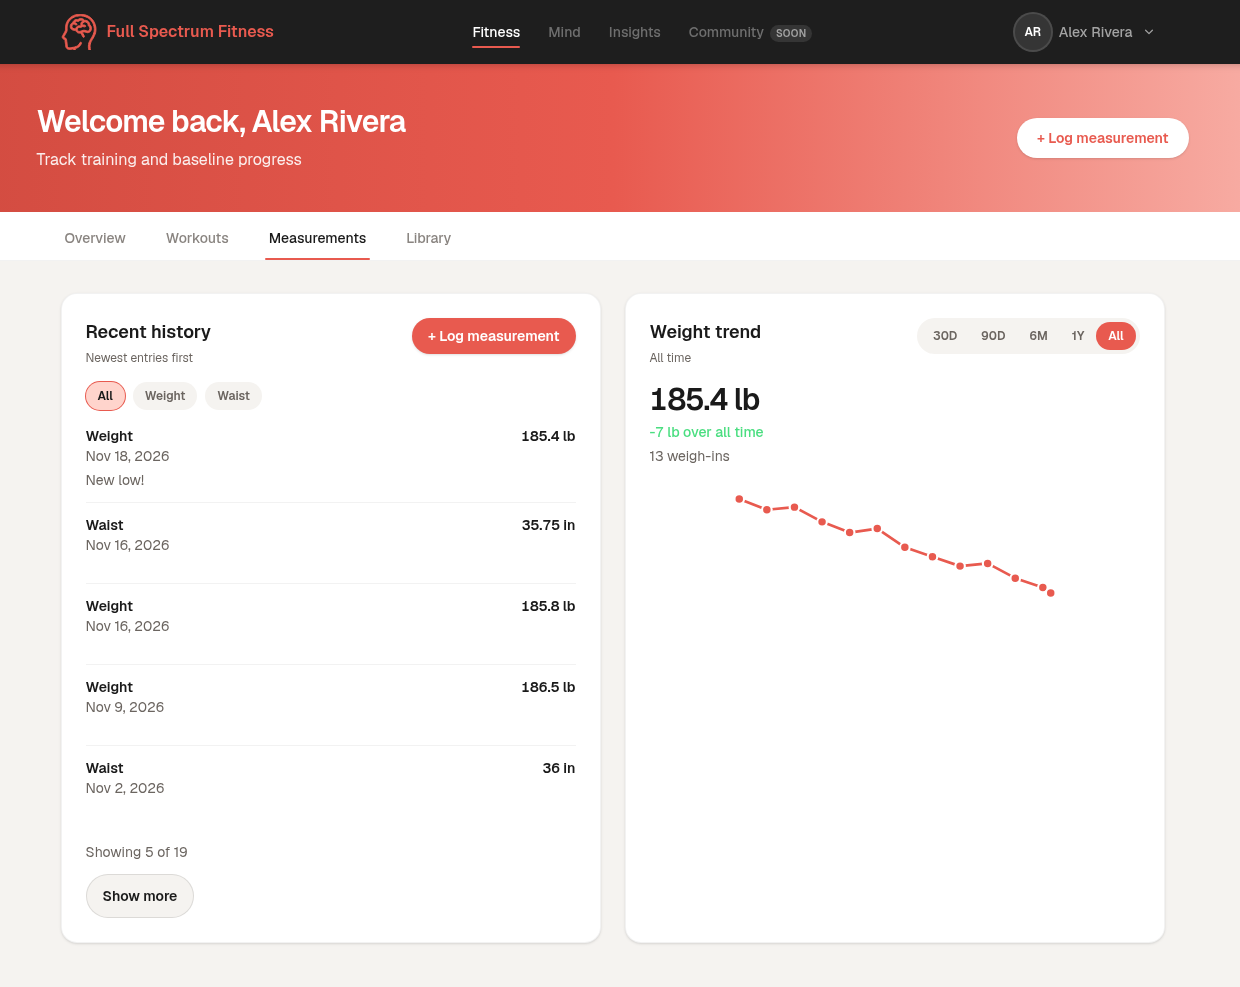 Full Spectrum Fitness
Fitness
Mind
Insights
Community SOON
AR
Alex Rivera
Welcome back, Alex Rivera
Track training and baseline progress
+ Log measurement
Overview
Workouts
Measurements
Library
Recent history
Newest entries first
+ Log measurement
All
Weight
Waist
Weight 185.4 lb
Nov 18, 2026
New low!
Waist 35.75 in
Nov 16, 2026
Weight 185.8 lb
Nov 16, 2026
Weight 186.5 lb
Nov 9, 2026
Waist 36 in
Nov 2, 2026
Showing 5 of 19
Show more
Weight trend
All time
30D
90D
6M
1Y
All
185.4 lb
-7 lb over all time
13 weigh-ins